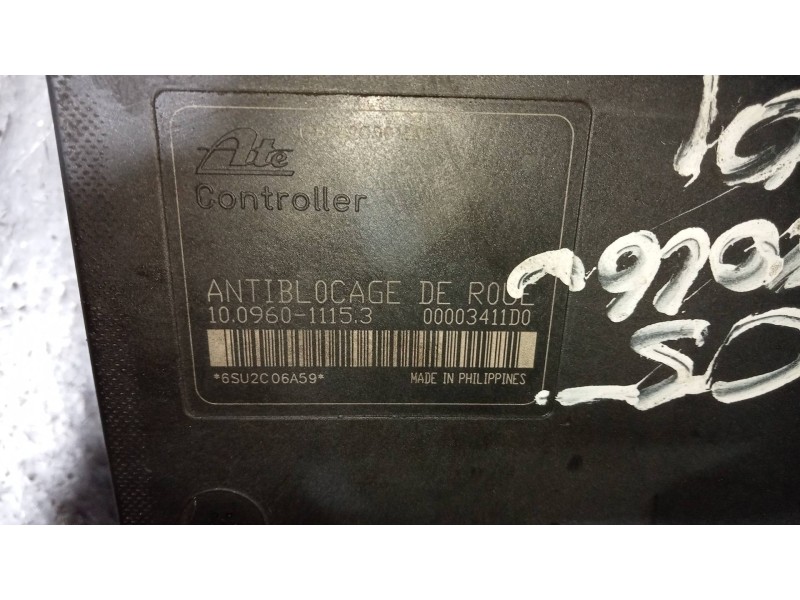 Ate
Controller
ANTIBLOCAGE DE ROUE
10.0960-1115.3 00003411D0
*6SU2C06A59* MADE IN PHILIPPINES